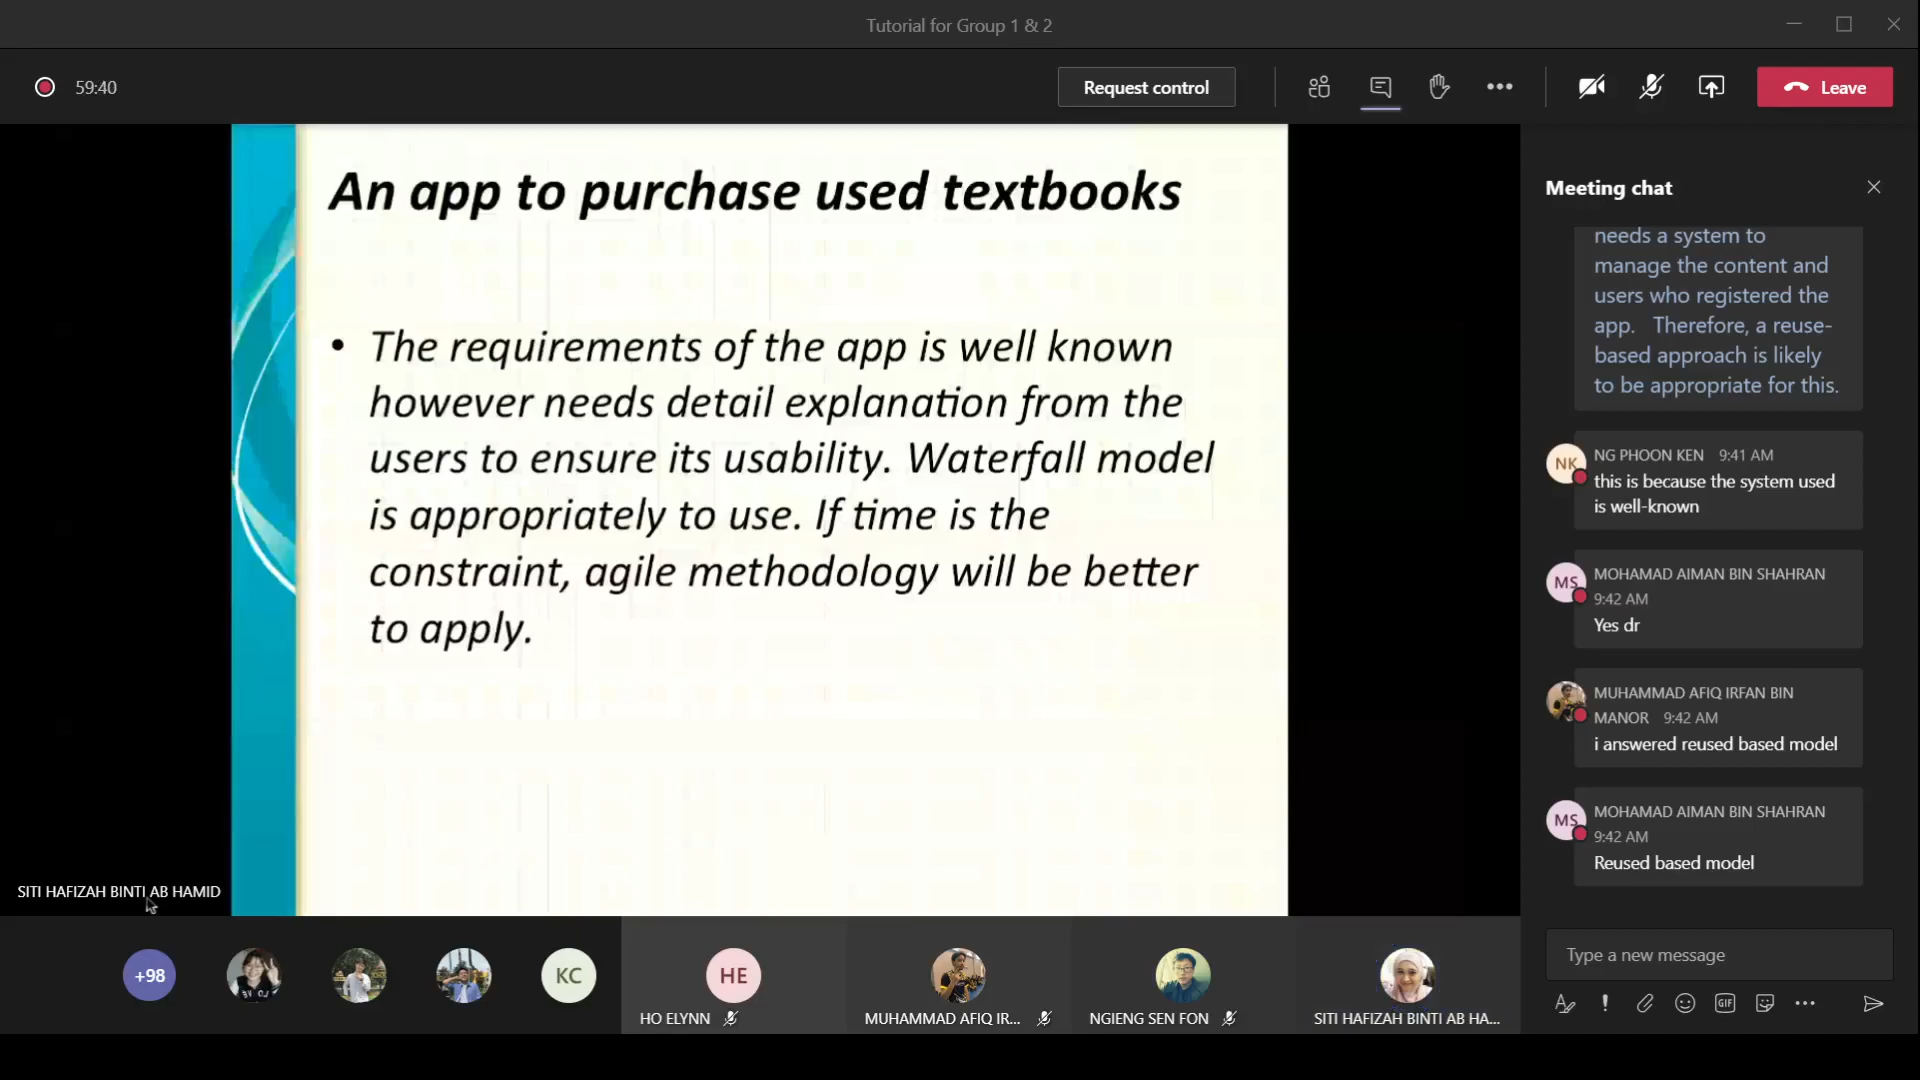 Tutorial for Group 1 & 2
59:40
Request control
Leave
An app to purchase used textbooks
• The requirements of the app is well known
however needs detail explanation from the
users to ensure its usability. Waterfall model
is appropriately to use. If time is the
constraint, agile methodology will be better
to apply.
SITI HAFIZAH BINTI AB HAMID
+98
KC
HE
HO ELYNN
MUHAMMAD AFIQ IR...
NGIENG SEN FON
SITI HAFIZAH BINTI AB HA...
Meeting chat
needs a system to
manage the content and
users who registered the
app. Therefore, a reuse-
based approach is likely
to be appropriate for this.
NK
NG PHOON KEN 9:41 AM
this is because the system used
is well-known
MS
MOHAMAD AIMAN BIN SHAHRAN
9:42 AM
Yes dr
MUHAMMAD AFIQ IRFAN BIN
MANOR 9:42 AM
i answered reused based model
MS
MOHAMAD AIMAN BIN SHAHRAN
9:42 AM
Reused based model
Type a new message
GIF